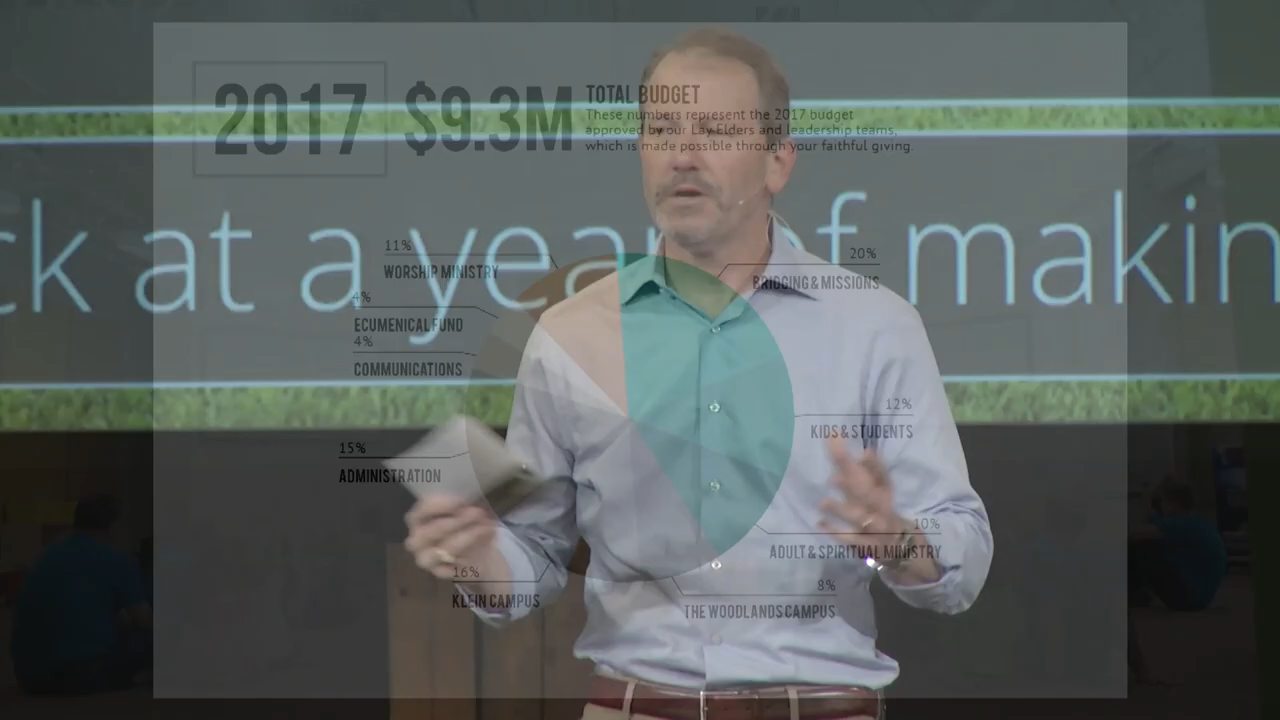 2017 $9.3M TOTAL BUDGET
These numbers represent the 2017 budget
approved by our Lay Elders and leadership teams,
which is made possible through your faithful giving.
ck at a year of makin
11%
WORSHIP MINISTRY
20%
BRIDGING & MISSIONS
4%
ECUMENICAL FUND
4%
COMMUNICATIONS
12%
KIDS & STUDENTS
15%
ADMINISTRATION
10%
ADULT & SPIRITUAL MINISTRY
16%
KLEIN CAMPUS
8%
THE WOODLANDS CAMPUS